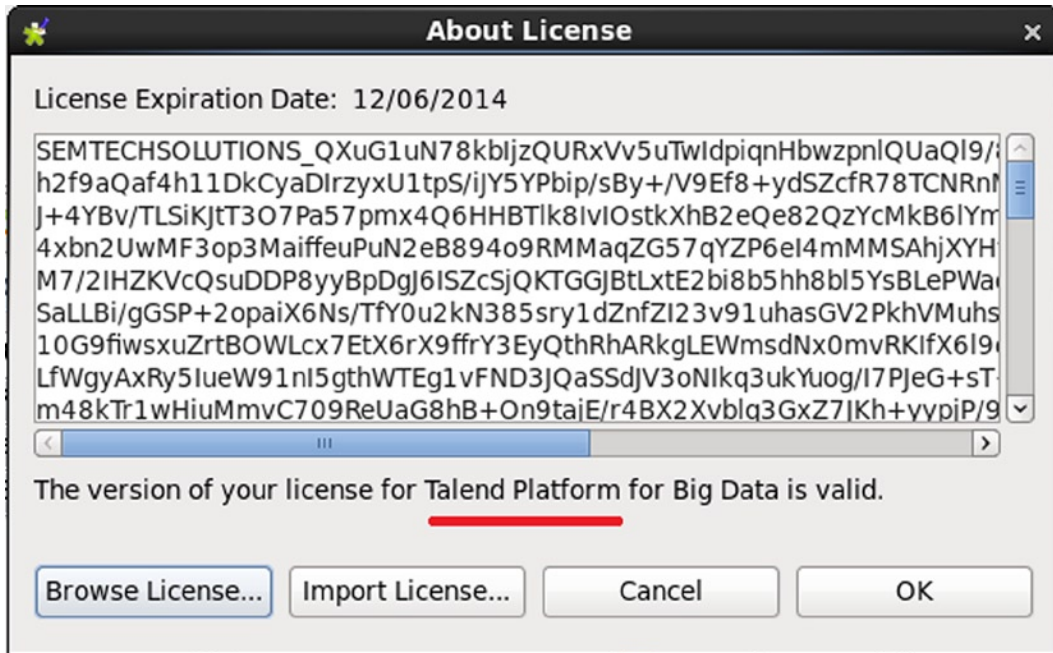 About License
License Expiration Date: 12/06/2014
SEMTECHSOLUTIONS_QXuG1uN78kbIjzQURxVv5uTwIdpiqnHbwzpnlQUaQl9/
h2f9aQaf4h11DkCyaDIrzyxU1tpS/iJY5YPbip/sBy+/V9Ef8+ydSZcfR78TCNRn
J+4YBv/TLSiKJtT3O7Pa57pmx4Q6HHBTlk8IvIOstkXhB2eQe82QzYcMkB6lYm
4xbn2UwMF3op3MaiffeuPuN2eB894o9RMMaqZG57qYZP6eI4mMMSAhjXYH
M7/2IHZKVcQsuDDP8yyBpDgJ6ISZcSjQKTGGJBtLxtE2bi8b5hh8bl5YsBLePWa
SaLLBi/gGSP+2opaiX6Ns/TfY0u2kN385sry1dZnfZI23v91uhasGV2PkhVMuhs
10G9fiwsxuZrtBOWLcx7EtX6rX9ffrY3EyQthRhARkgLEWmsdNx0mvRKIfX6l9
LfWgyAxRy5IueW91nI5gthWTEg1vFND3JQaSSdJV3oNIkq3ukYuog/I7PJeG+sT
m48kTr1wHiuMmvC709ReUaG8hB+On9tajE/r4BX2Xvblq3GxZ7JKh+yypjP/9
The version of your license for Talend Platform for Big Data is valid.
Browse License... Import License... Cancel OK